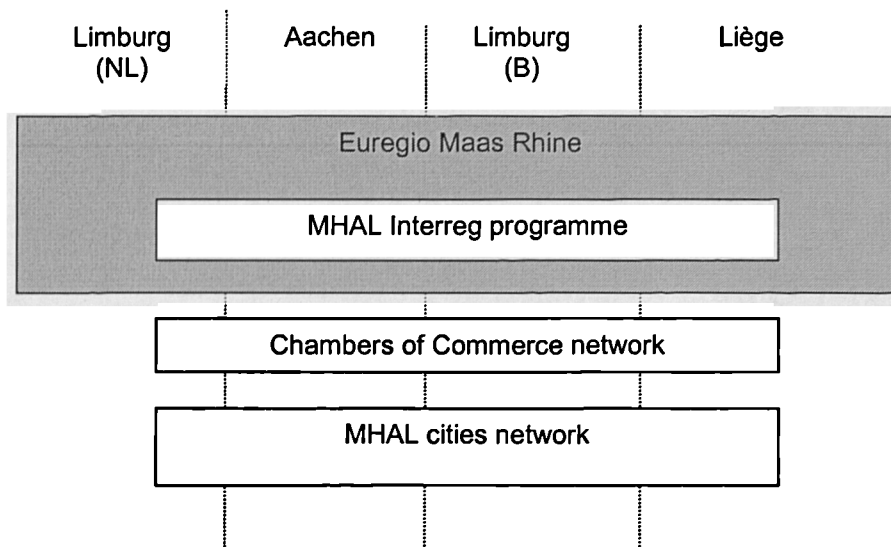 Limburg
(NL)
Aachen
Limburg
(B)
Liège
Euregio Maas Rhine
MHAL Interreg programme
Chambers of Commerce network
MHAL cities network